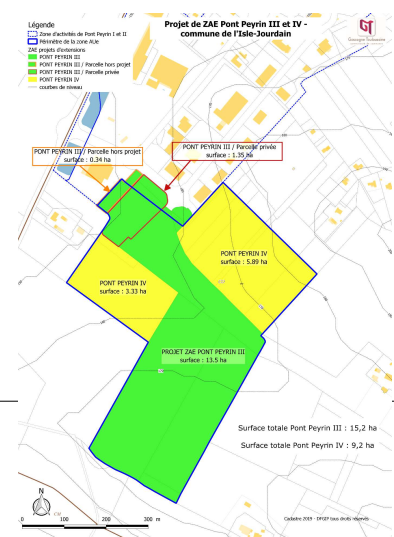 Légende
Zone d'activités de Pont Peyrin I et II
Périmètre de la zone AUe
ZAE projets d'extensions
PONT PEYRIN III
PONT PEYRIN III / Parcelle hors projet
PONT PEYRIN III / Parcelle privée
PONT PEYRIN IV
courbes de niveau
Projet de ZAE Pont Peyrin III et IV -
commune de l'Isle-Jourdain
GT
Gascogne Toulousaine
PONT PEYRIN III / Parcelle hors projet
surface : 0.34 ha
PONT PEYRIN III / Parcelle privée
surface : 1.35 ha
PONT PEYRIN IV
surface : 5.89 ha
PONT PEYRIN IV
surface : 3.33 ha
PROJET ZAE PONT PEYRIN III
surface : 13.5 ha
Surface totale Pont Peyrin III : 15,2 ha
Surface totale Pont Peyrin IV : 9,2 ha
N
0 100 200 300 m
Cadastre 2019 - DFGIP tous droits réservés